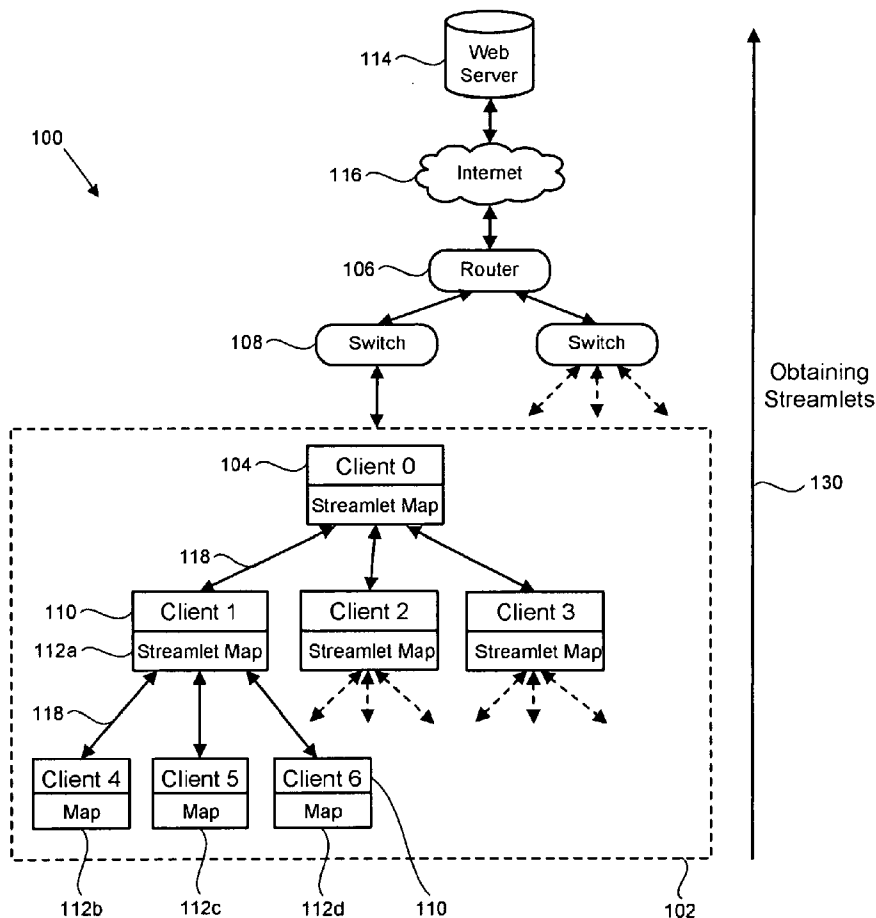 Web
Server
114
100
Internet
116
106
Router
108
Switch
Switch
Obtaining
Streamlets
104
Client 0
Streamlet Map
130
118
110
Client 1
Client 2
Client 3
112a
Streamlet Map
Streamlet Map
Streamlet Map
118
Client 4
Client 5
Client 6
Map
Map
Map
112b
112c
112d
110
102